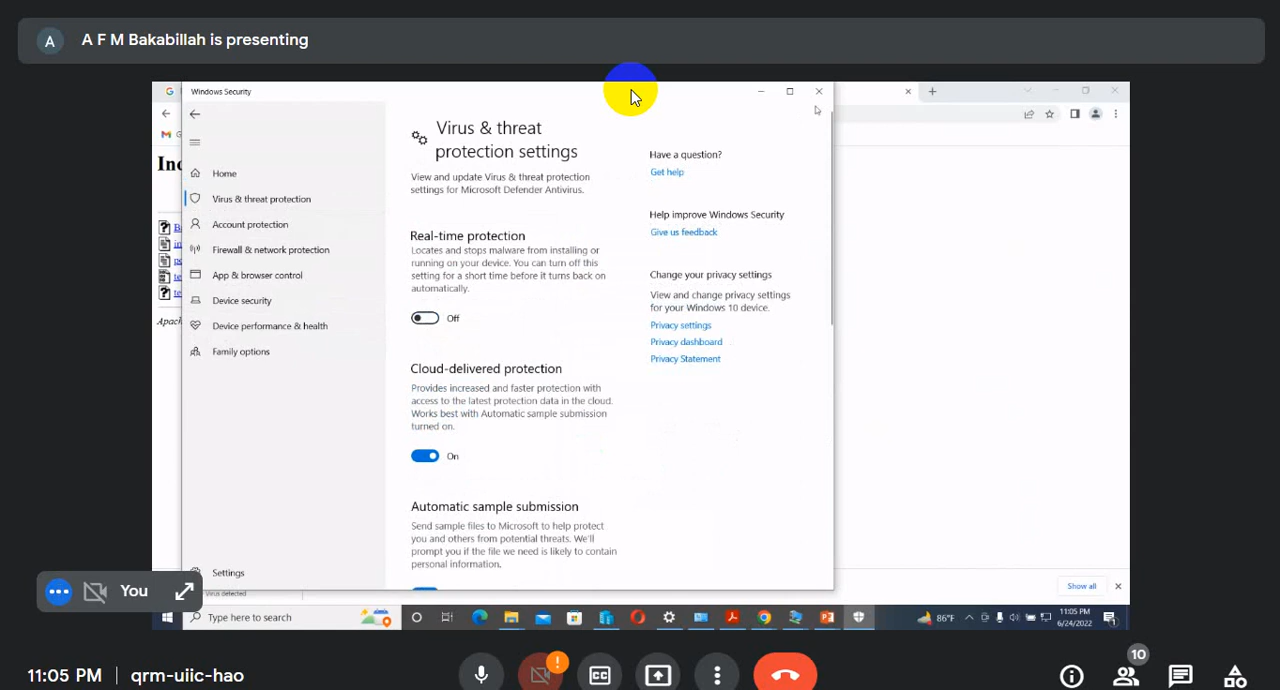 A
A F M Bakabillah is presenting
Windows Security
Virus & threat
protection settings
View and update Virus & threat protection
settings for Microsoft Defender Antivirus.
Real-time protection
Locates and stops malware from installing or
running on your device. You can turn off this
setting for a short time before it turns back on
automatically.
Off
Cloud-delivered protection
Provides increased and faster protection with
access to the latest protection data in the cloud.
Works best with Automatic sample submission
turned on.
On
Automatic sample submission
Send sample files to Microsoft to help protect
you and others from potential threats. We'll
prompt you if the file we need is likely to contain
personal information.
Have a question?
Get help
Help improve Windows Security
Give us feedback
Change your privacy settings
View and change privacy settings
for your Windows 10 device.
Privacy settings
Privacy dashboard
Privacy Statement
Home
Virus & threat protection
Account protection
Firewall & network protection
App & browser control
Device security
Device performance & health
Family options
Settings
You
Virus detected
Show all
Type here to search
86°F
11:05 PM
6/24/2022
11:05 PM | qrm-uiic-hao
CC
10